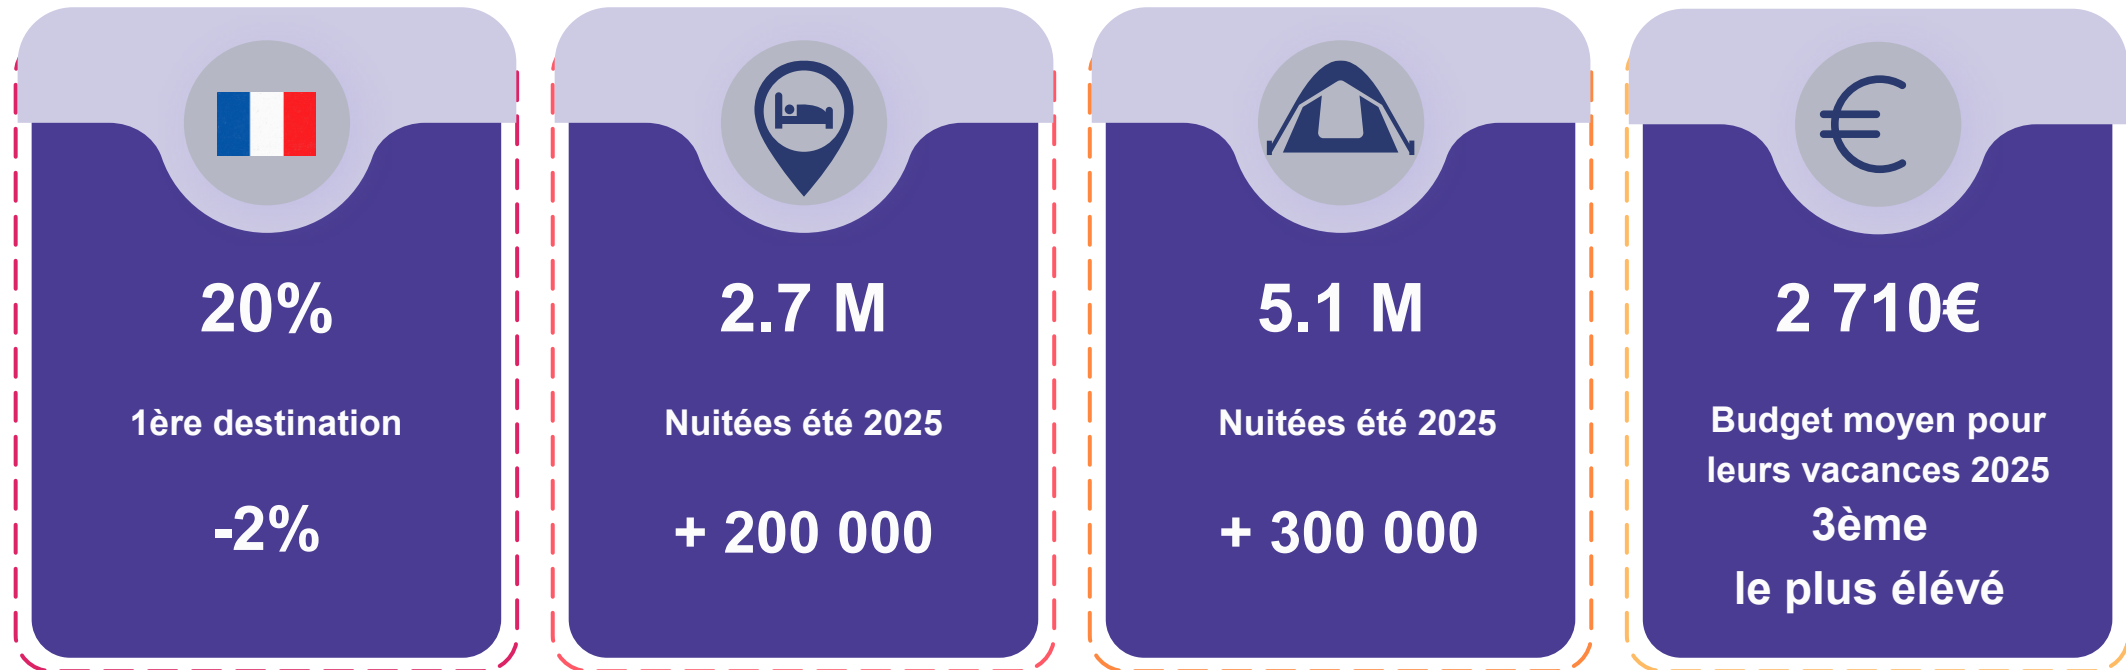 20%
1ère destination
-2%
2.7 M
Nuitées été 2025
+ 200 000
5.1 M
Nuitées été 2025
+ 300 000
2 710€
Budget moyen pour
leurs vacances 2025
3ème
le plus élévé